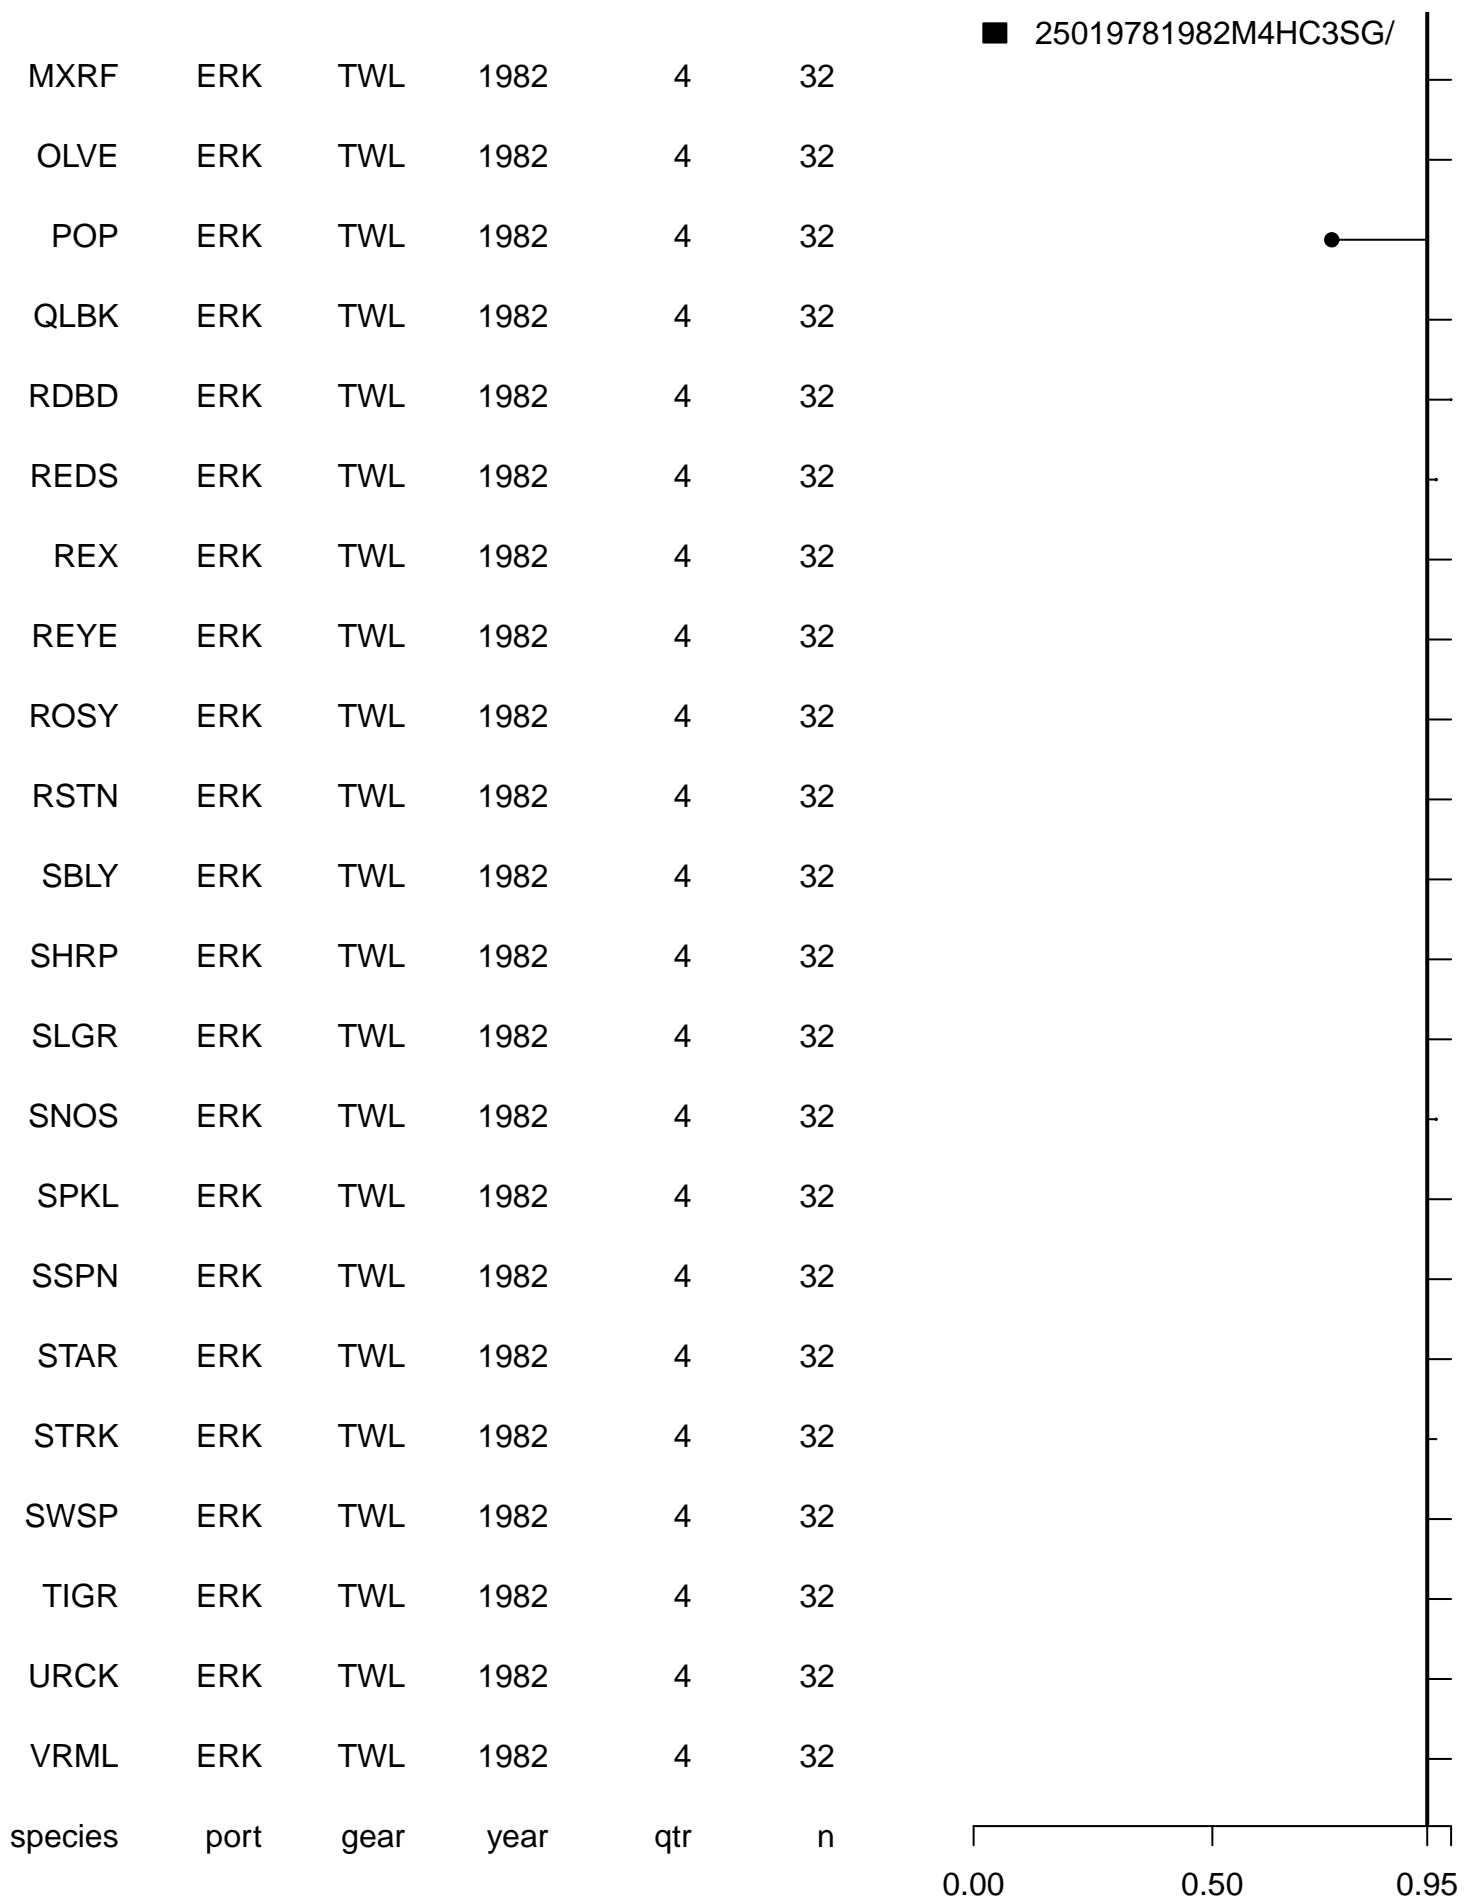 25019781982M4HC3SG/
MXRF ERK TWL 1982 4 32
OLVE ERK TWL 1982 4 32
POP ERK TWL 1982 4 32
QLBK ERK TWL 1982 4 32
RDBD ERK TWL 1982 4 32
REDS ERK TWL 1982 4 32
REX ERK TWL 1982 4 32
REYE ERK TWL 1982 4 32
ROSY ERK TWL 1982 4 32
RSTN ERK TWL 1982 4 32
SBLY ERK TWL 1982 4 32
SHRP ERK TWL 1982 4 32
SLGR ERK TWL 1982 4 32
SNOS ERK TWL 1982 4 32
SPKL ERK TWL 1982 4 32
SSPN ERK TWL 1982 4 32
STAR ERK TWL 1982 4 32
STRK ERK TWL 1982 4 32
SWSP ERK TWL 1982 4 32
TIGR ERK TWL 1982 4 32
URCK ERK TWL 1982 4 32
VRML ERK TWL 1982 4 32
species port gear year qtr n
0.00 0.50 0.95